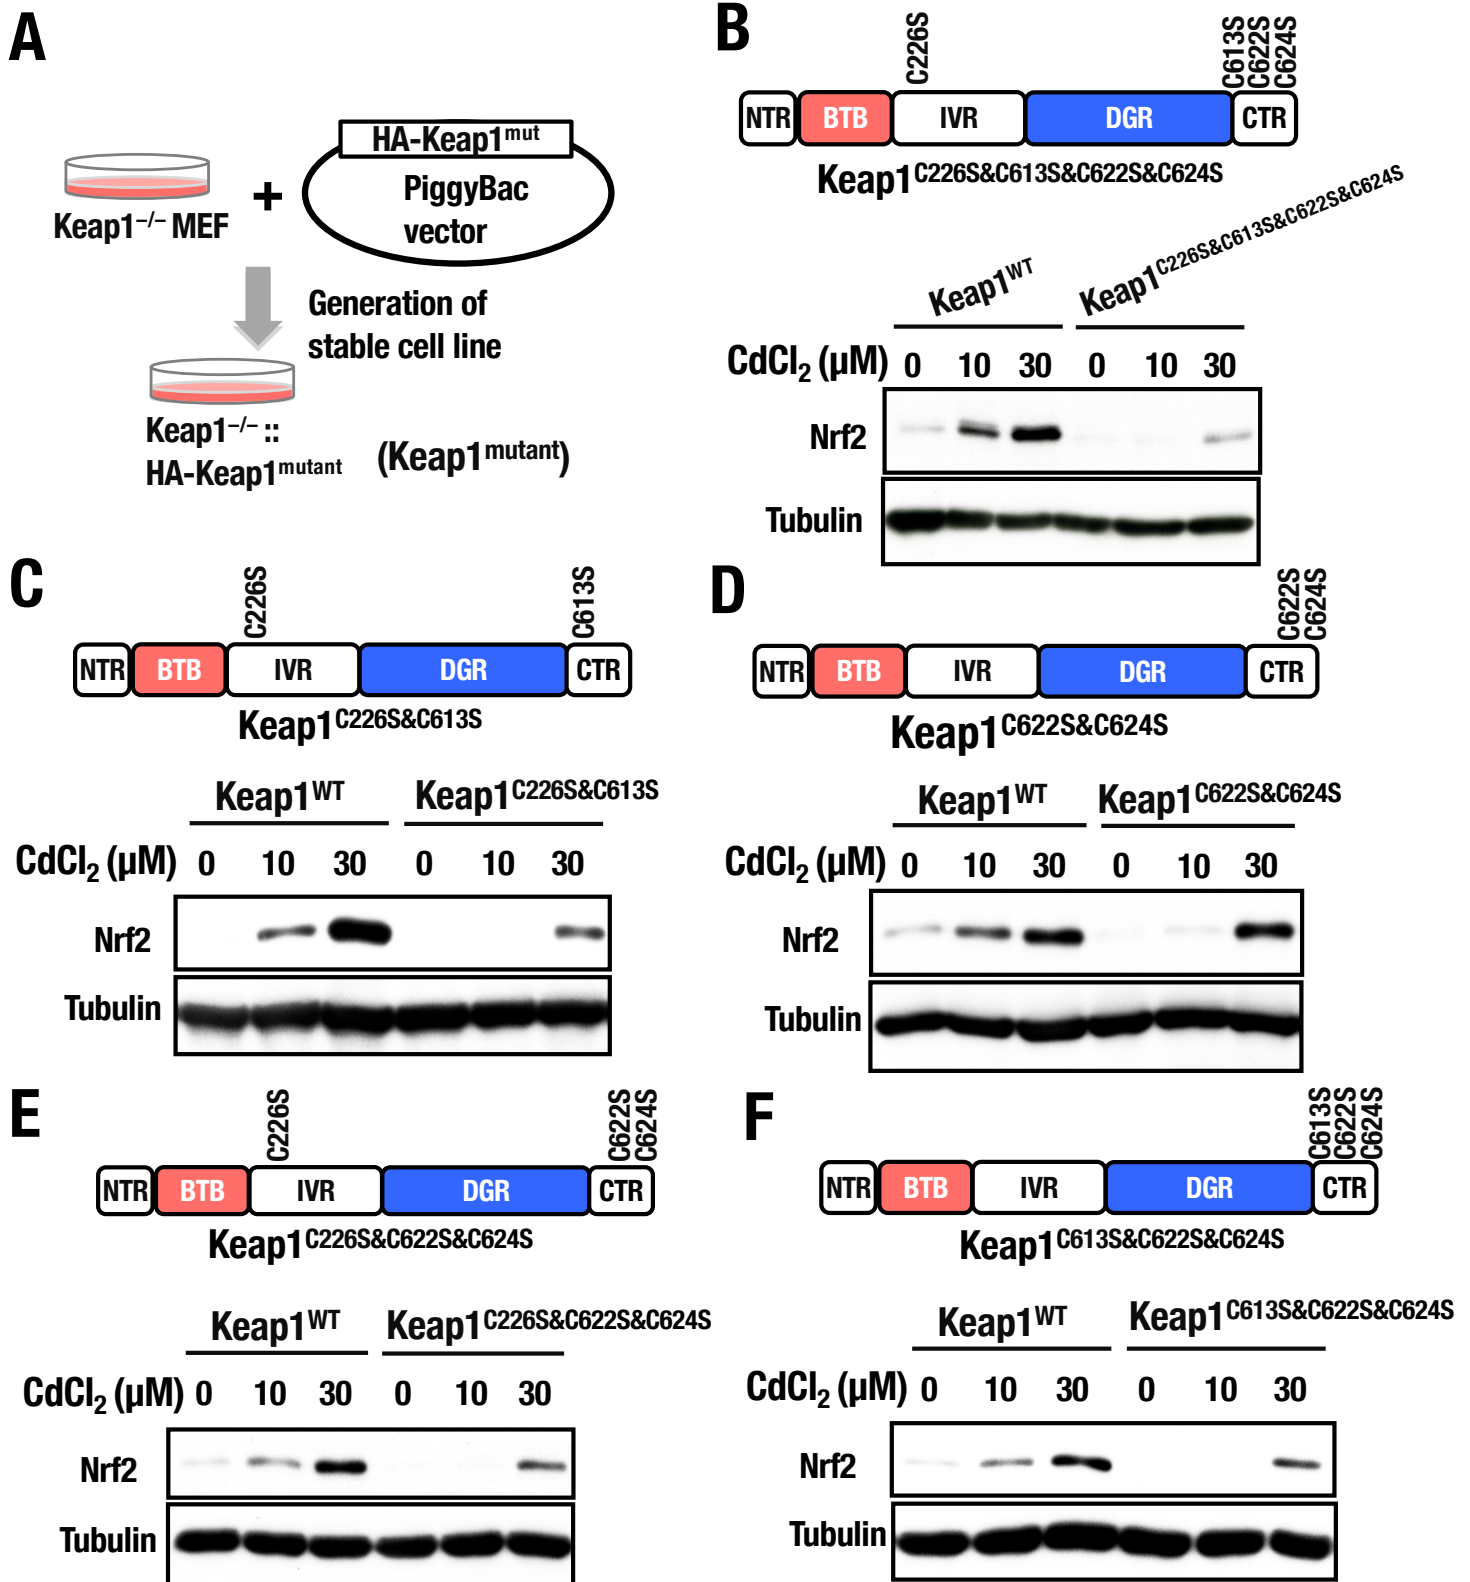 A
HA-Keap1mut
PiggyBac
vector
Keap1–/– MEF
+
Generation of
stable cell line
Keap1–/– ::
HA-Keap1mutant
(Keap1mutant)
B
C226S
C613S
C622S
C624S
NTR BTB IVR DGR CTR
Keap1C226S&C613S&C622S&C624S
Keap1WT Keap1C226S&C613S&C622S&C624S
CdCl2 (μM) 0 10 30 0 10 30
Nrf2
Tubulin
C
C226S C613S
NTR BTB IVR DGR CTR
Keap1C226S&C613S
Keap1WT Keap1C226S&C613S
CdCl2 (μM) 0 10 30 0 10 30
Nrf2
Tubulin
D
C622S
C624S
NTR BTB IVR DGR CTR
Keap1C622S&C624S
Keap1WT Keap1C622S&C624S
CdCl2 (μM) 0 10 30 0 10 30
Nrf2
Tubulin
E
C226S
C622S
C624S
NTR BTB IVR DGR CTR
Keap1C226S&C622S&C624S
Keap1WT Keap1C226S&C622S&C624S
CdCl2 (μM) 0 10 30 0 10 30
Nrf2
Tubulin
F
C613S
C622S
C624S
NTR BTB IVR DGR CTR
Keap1C613S&C622S&C624S
Keap1WT Keap1C613S&C622S&C624S
CdCl2 (μM) 0 10 30 0 10 30
Nrf2
Tubulin